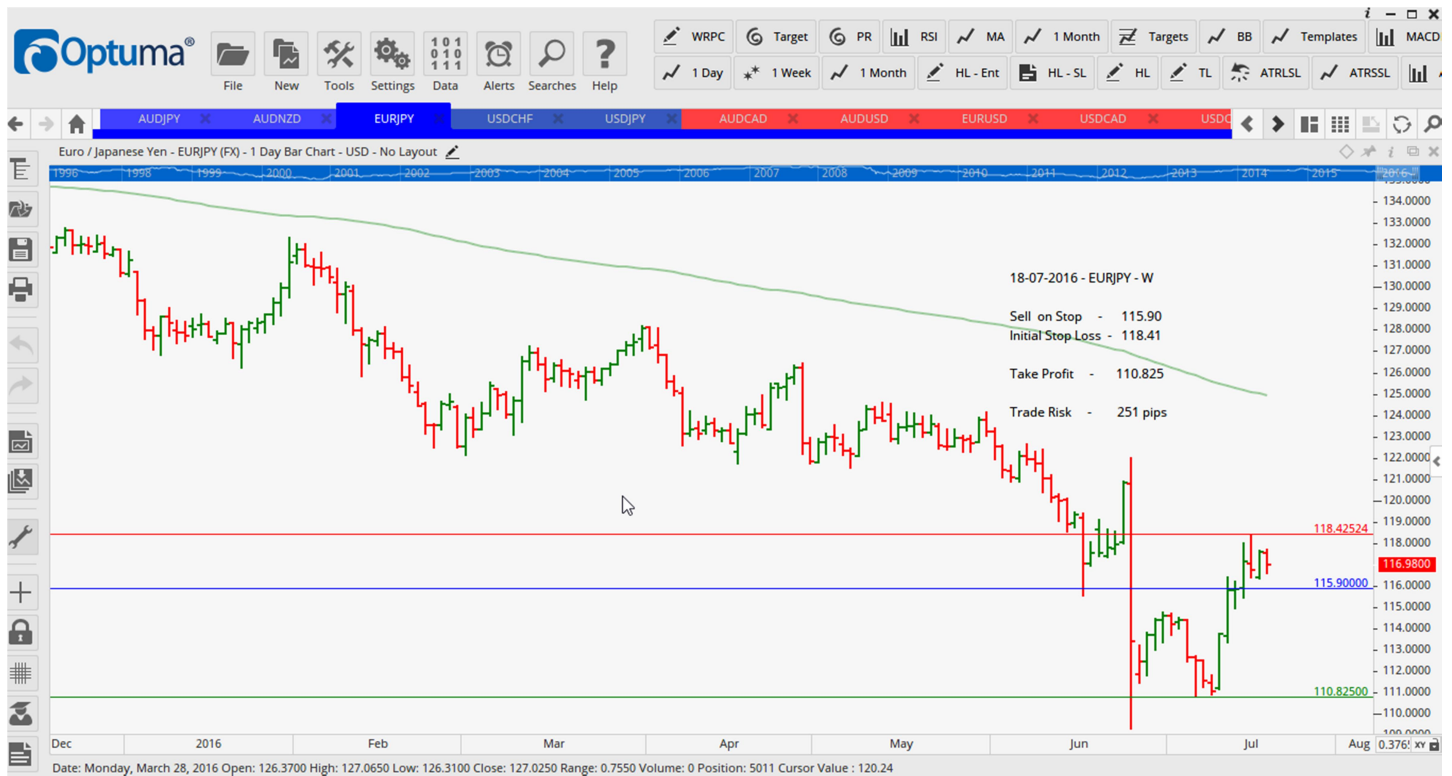 Optuma®
File
New
Tools
Settings
101
010
111
Data
Alerts
Searches
?
Help
i
WRPC
Target
PR
RSI
MA
1 Month
Targets
BB
Templates
MACD
1 Day
1 Week
1 Month
HL - Ent
HL - SL
HL
TL
ATRLSL
ATRSSL
AUDJPY
AUDNZD
EURJPY
USDCHF
USDJPY
AUDCAD
AUDUSD
EURUSD
USDCAD
USDC
Euro / Japanese Yen - EURJPY (FX) - 1 Day Bar Chart - USD - No Layout
1996 1998 1999 2000 2001 2002 2003 2004 2005 2006 2007 2008 2009 2010 2011 2012 2013 2014 2015 2016
134.0000
133.0000
132.0000
131.0000
130.0000
129.0000
128.0000
127.0000
126.0000
125.0000
124.0000
123.0000
122.0000
121.0000
120.0000
119.0000
118.0000
116.9800
116.0000
115.0000
114.0000
113.0000
112.0000
111.0000
110.0000
109.0000
18-07-2016 - EURJPY - W
Sell on Stop - 115.90
Initial Stop Loss - 118.41
Take Profit - 110.825
Trade Risk - 251 pips
118.42524
115.90000
110.82500
Dec 2016 Feb Mar Apr May Jun Jul Aug
XY
Date: Monday, March 28, 2016 Open: 126.3700 High: 127.0650 Low: 126.3100 Close: 127.0250 Range: 0.7550 Volume: 0 Position: 5011 Cursor Value : 120.24